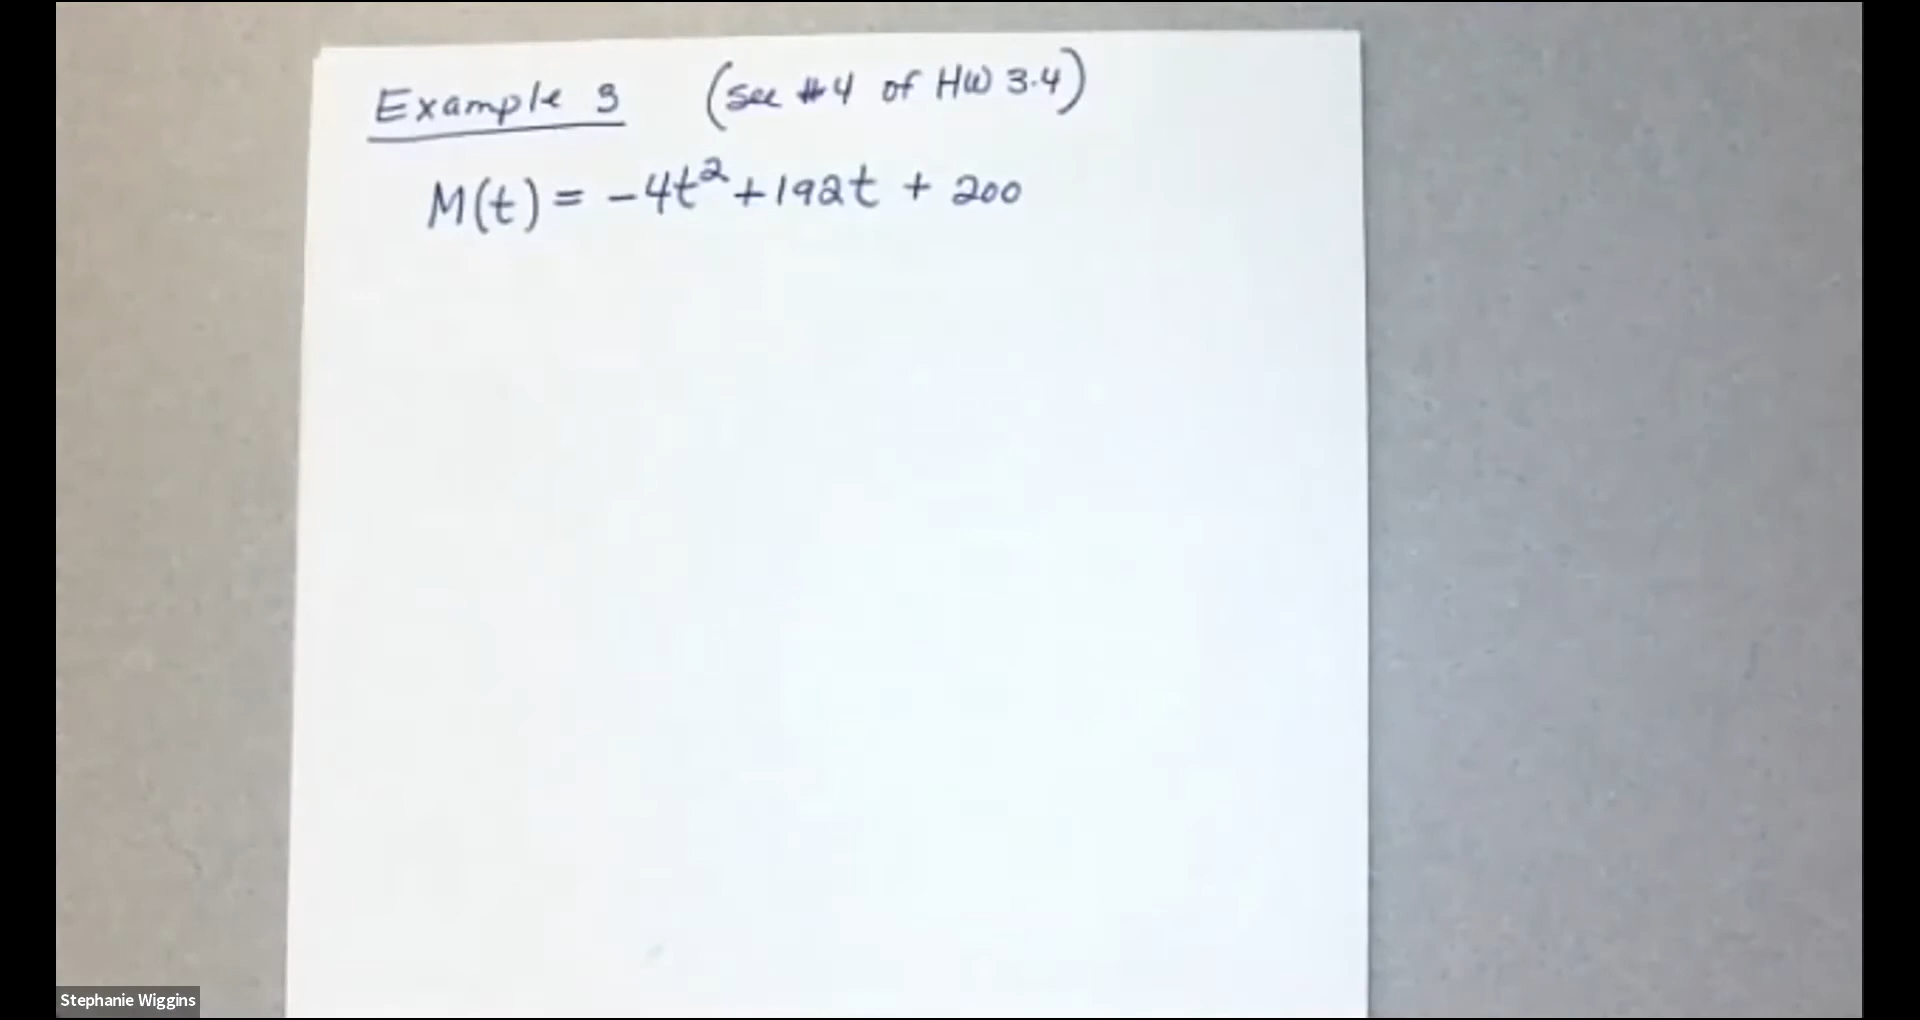 Example 3 (see #4 of HW 3.4)
M(t) = -4t² + 192t + 200
Stephanie Wiggins